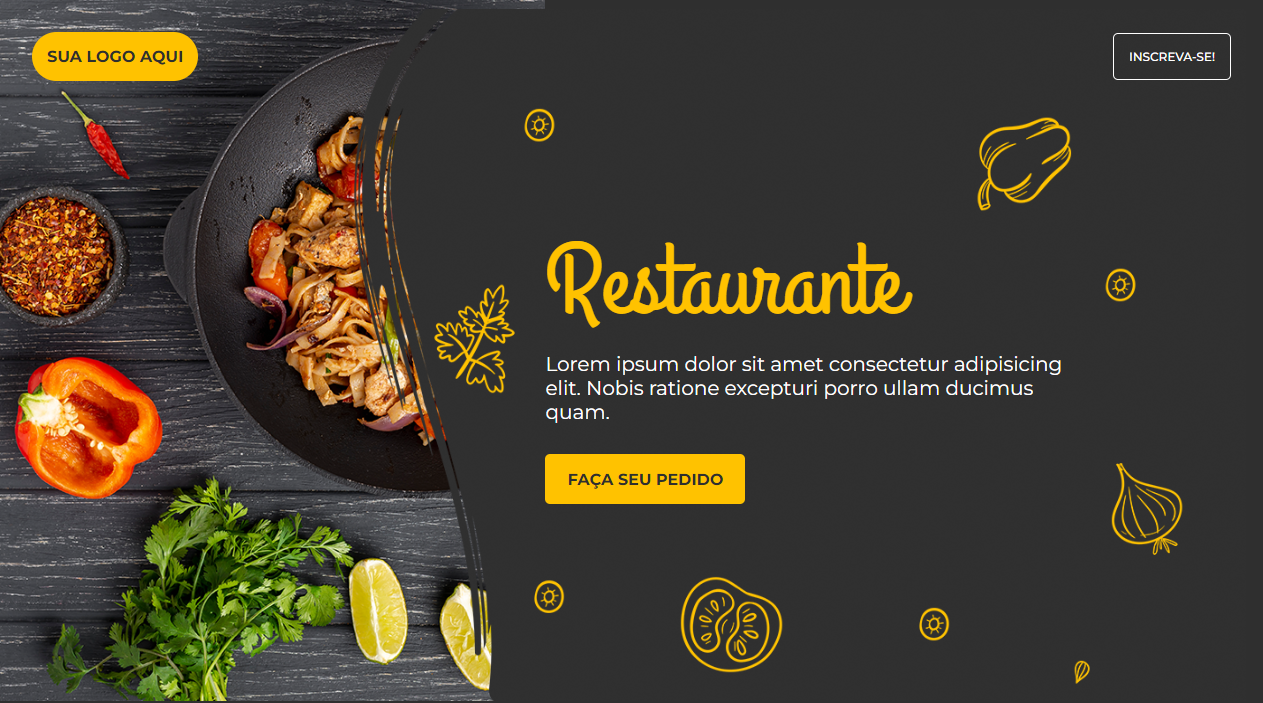 SUA LOGO AQUI
INSCREVA-SE!
Restaurante
Lorem ipsum dolor sit amet consectetur adipisicing
elit. Nobis ratione excepturi porro ullam ducimus
quam.
FAÇA SEU PEDIDO